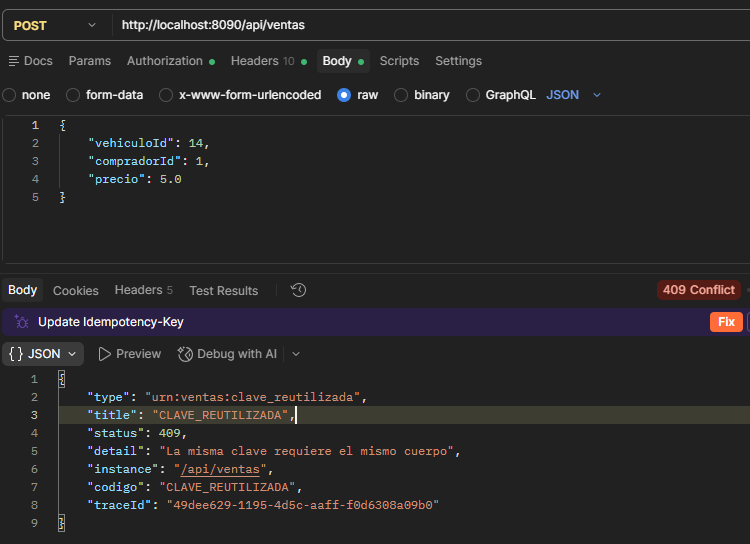 POST http://localhost:8090/api/ventas
Docs Params Authorization Headers 10 Body Scripts Settings
none form-data x-www-form-urlencoded raw binary GraphQL JSON
1 {
2 "vehiculoId": 14,
3 "compradorId": 1,
4 "precio": 5.0
5 }
Body Cookies Headers 5 Test Results 409 Conflict
Update Idempotency-Key Fix
{} JSON Preview Debug with AI
1 {
2 "type": "urn:ventas:clave_reutilizada",
3 "title": "CLAVE_REUTILIZADA",
4 "status": 409,
5 "detail": "La misma clave requiere el mismo cuerpo",
6 "instance": "/api/ventas",
7 "codigo": "CLAVE_REUTILIZADA",
8 "traceId": "49dee629-1195-4d5c-aaff-f0d6308a09b0"
9 }